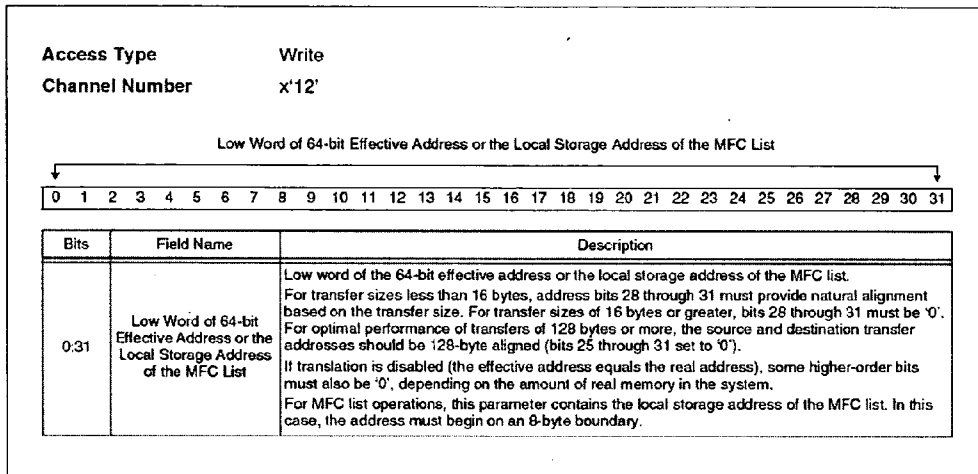 Access Type Write
Channel Number x'12'
Low Word of 64-bit Effective Address or the Local Storage Address of the MFC List
0 1 2 3 4 5 6 7 8 9 10 11 12 13 14 15 16 17 18 19 20 21 22 23 24 25 26 27 28 29 30 31
Bits Field Name Description
0:31
Low Word of 64-bit
Effective Address or the
Local Storage Address
of the MFC List
Low word of the 64-bit effective address or the local storage address of the MFC list.
For transfer sizes less than 16 bytes, address bits 28 through 31 must provide natural alignment
based on the transfer size. For transfer sizes of 16 bytes or greater, bits 28 through 31 must be '0'.
For optimal performance of transfers of 128 bytes or more, the source and destination transfer
addresses should be 128-byte aligned (bits 25 through 31 set to '0').
If translation is disabled (the effective address equals the real address), some higher-order bits
must also be '0', depending on the amount of real memory in the system.
For MFC list operations, this parameter contains the local storage address of the MFC list. In this
case, the address must begin on an 8-byte boundary.